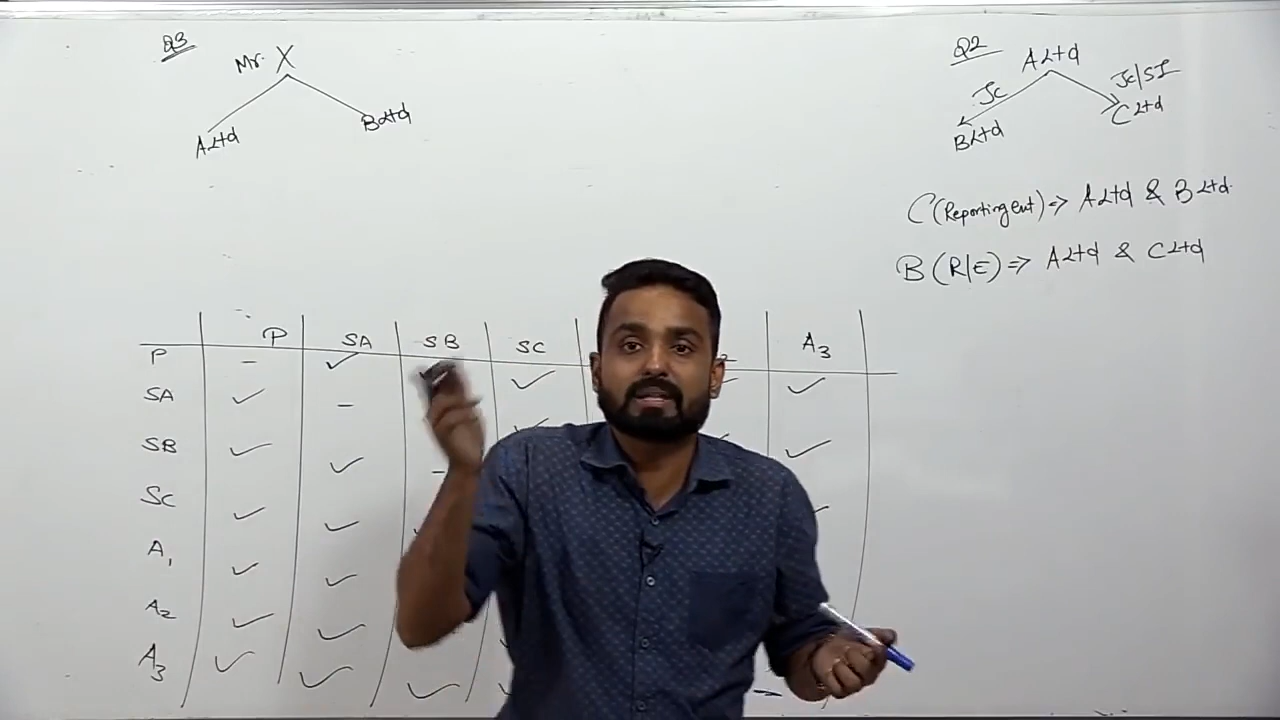 Q3
Mr. X
A Ltd
B Ltd
Q2
A Ltd
Jc
Jc/SI
B Ltd
C Ltd
C (Reporting ent) => A Ltd & B Ltd.
B (R/E) => A Ltd & C Ltd
P SA SB SC A3
P - ✓
SA ✓ - ✓ ✓
SB ✓ ✓ - ✓
SC ✓ ✓
A1 ✓ ✓
A2 ✓ ✓
A3 ✓ ✓ ✓